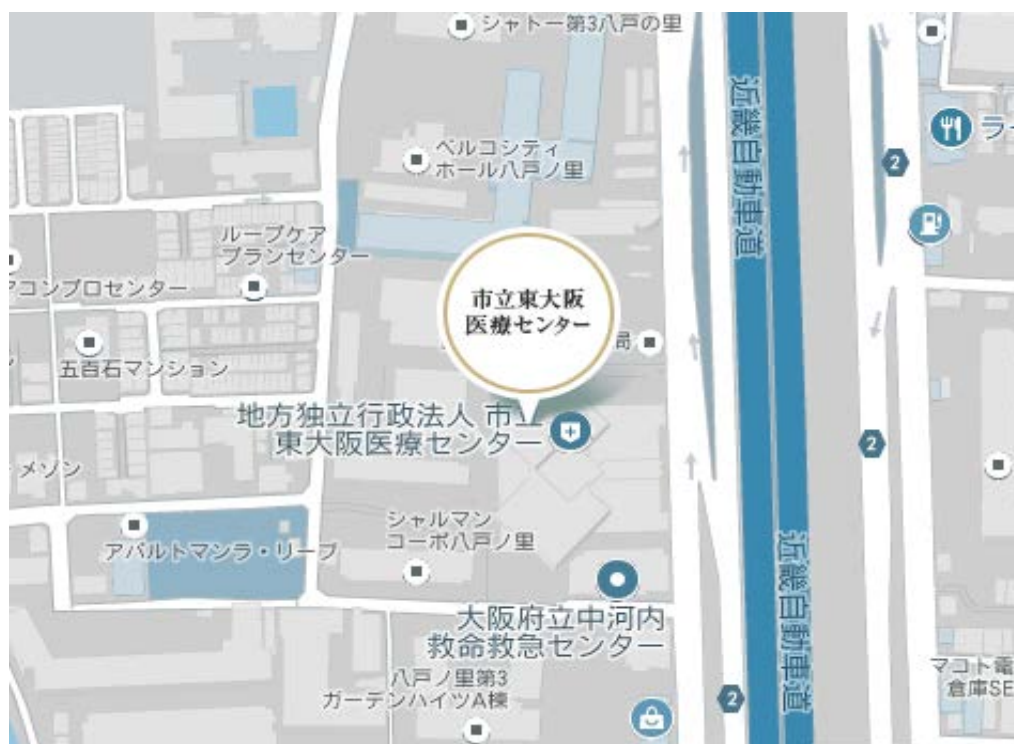 シャトー第3八戸の里
近畿自動車道
ベルコシティ
ホール八戸ノ里
2
ラ
ループケア
プランセンター
アコンプロセンター
市立東大阪
医療センター
局
五百石マンション
地方独立行政法人 市立
東大阪医療センター
2
メゾン
シャルマン
コーポ八戸ノ里
アパルトマンラ・リーブ
近畿自動車道
大阪府立中河内
救命救急センター
八戸ノ里第3
ガーデンハイツA棟
2
マコト電
倉庫SE